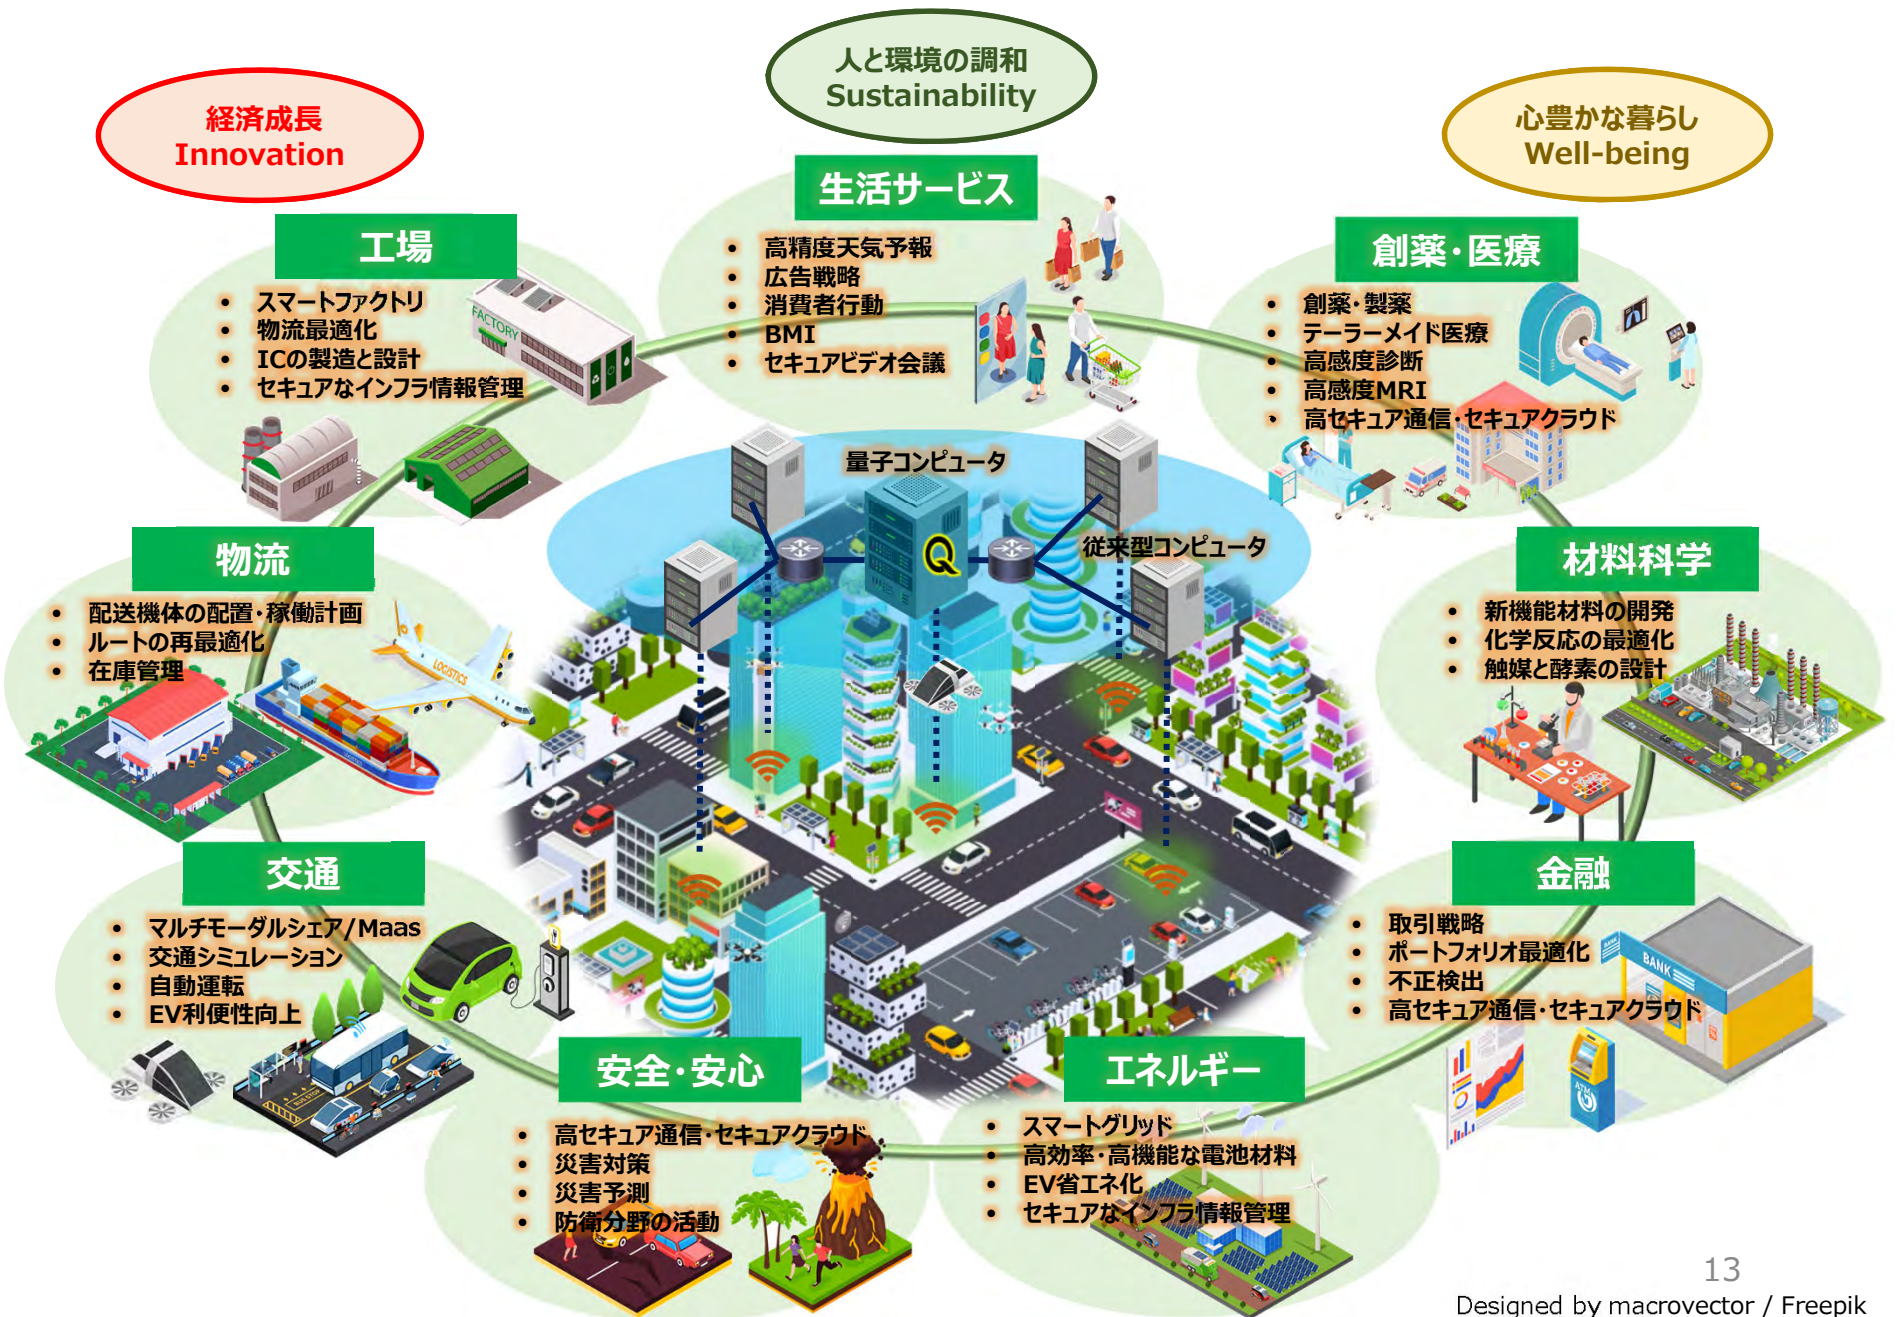 人と環境の調和
Sustainability
経済成長
Innovation
心豊かな暮らし
Well-being
生活サービス
• 高精度天気予報
• 広告戦略
• 消費者行動
• BMI
• セキュアビデオ会議
工場
• スマートファクトリ
• 物流最適化
• ICの製造と設計
• セキュアなインフラ情報管理
FACTORY
創薬・医療
• 創薬・製薬
• テーラーメイド医療
• 高感度診断
• 高感度MRI
• 高セキュア通信・セキュアクラウド
量子コンピュータ
Q
従来型コンピュータ
物流
• 配送機体の配置・稼働計画
• ルートの再最適化
• 在庫管理
LOGISTICS
材料科学
• 新機能材料の開発
• 化学反応の最適化
• 触媒と酵素の設計
交通
• マルチモーダルシェア/Maas
• 交通シミュレーション
• 自動運転
• EV利便性向上
BUS STOP
金融
• 取引戦略
• ポートフォリオ最適化
• 不正検出
• 高セキュア通信・セキュアクラウド
BANK
BANK
ATM
安全・安心
• 高セキュア通信・セキュアクラウド
• 災害対策
• 災害予測
• 防衛分野の活動
エネルギー
• スマートグリッド
• 高効率・高機能な電池材料
• EV省エネ化
• セキュアなインフラ情報管理
13
Designed by macrovector / Freepik